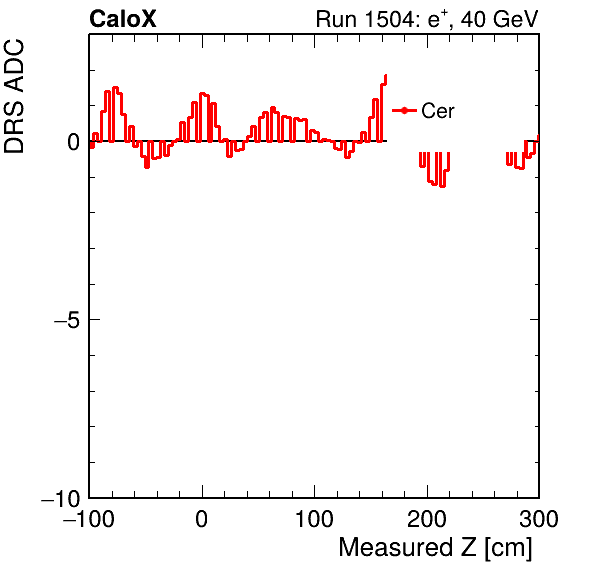 CaloX Run 1504: e⁺, 40 GeV
DRS ADC
Cer
0
−5
−10
−100 0 100 200 300
Measured Z [cm]